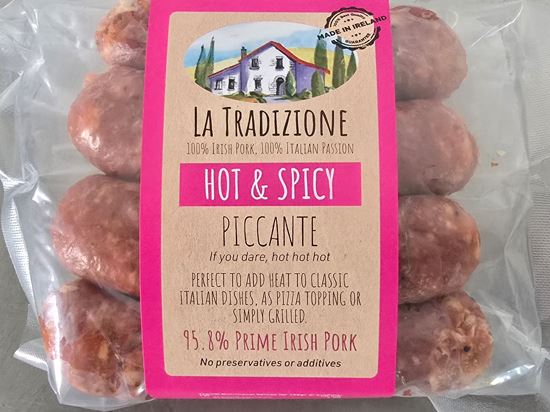 MADE IN IRELAND
LA TRADIZIONE
100% IRISH PORK, 100% ITALIAN PASSION
HOT & SPICY
PICCANTE
If you dare, hot hot hot
PERFECT TO ADD HEAT TO CLASSIC
ITALIAN DISHES, AS PIZZA TOPPING OR
SIMPLY GRILLED.
95.8% PRIME IRISH PORK
No preservatives or additives